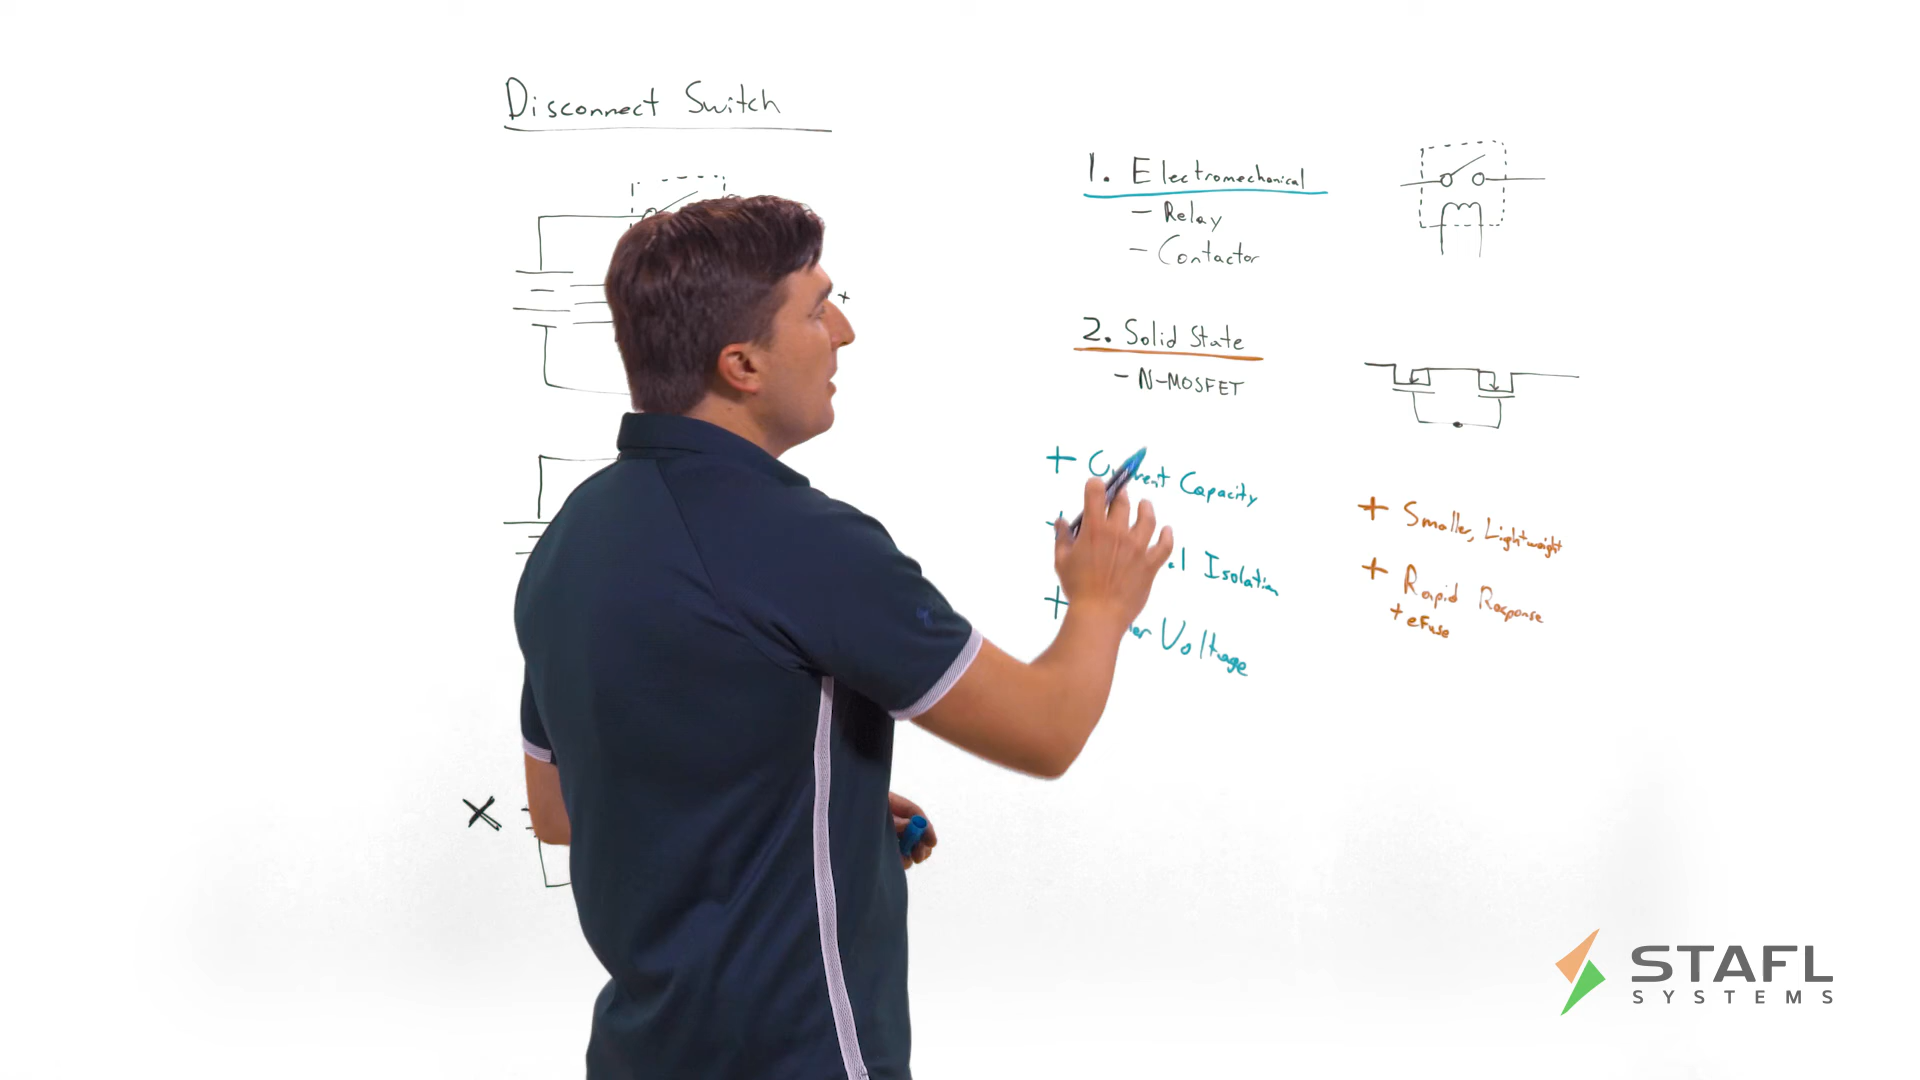 Disconnect Switch
1. Electromechanical
- Relay
- Contactor
2. Solid State
- N-MOSFET
+
+ Capacity
+ Isolation
+ Voltage
+ Smaller, Lightweight
+ Rapid Response
+ eFuse
STAFL
SYSTEMS